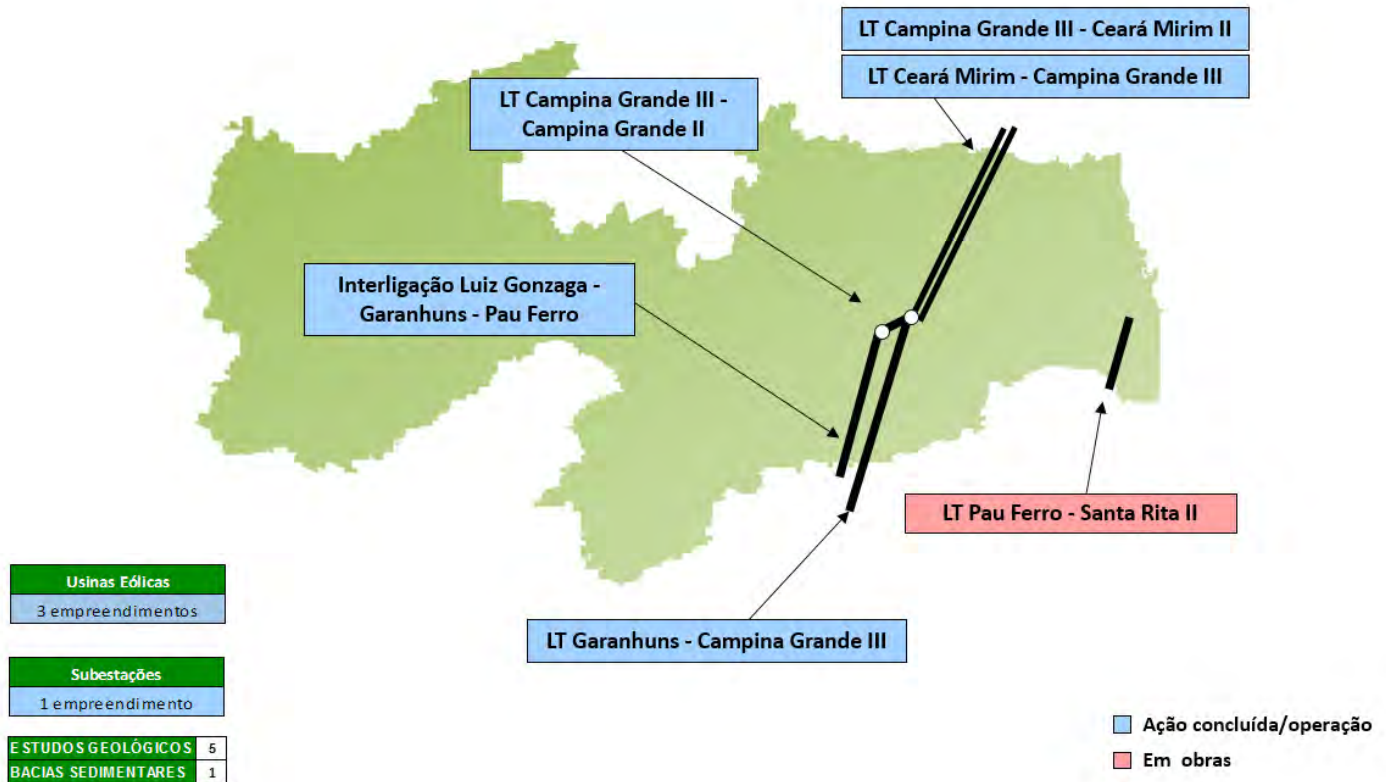 LT Campina Grande III - Ceará Mirim II
LT Ceará Mirim - Campina Grande III
LT Campina Grande III -
Campina Grande II
Interligação Luiz Gonzaga -
Garanhuns - Pau Ferro
LT Pau Ferro - Santa Rita II
LT Garanhuns - Campina Grande III
Usinas Eólicas
3 empreendimentos
Subestações
1 empreendimento
ESTUDOS GEOLÓGICOS 5
BACIAS SEDIMENTARES 1
Ação concluída/operação
Em obras